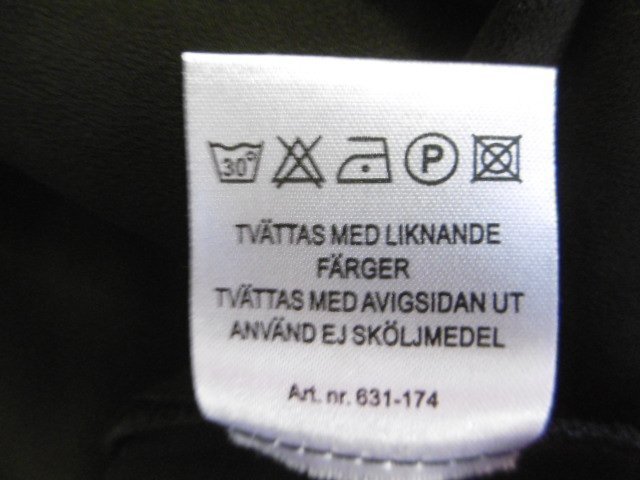 30°
P
TVÄTTAS MED LIKNANDE
FÄRGER
TVÄTTAS MED AVIGSIDAN UT
ANVÄND EJ SKÖLJMEDEL
Art. nr. 631-174